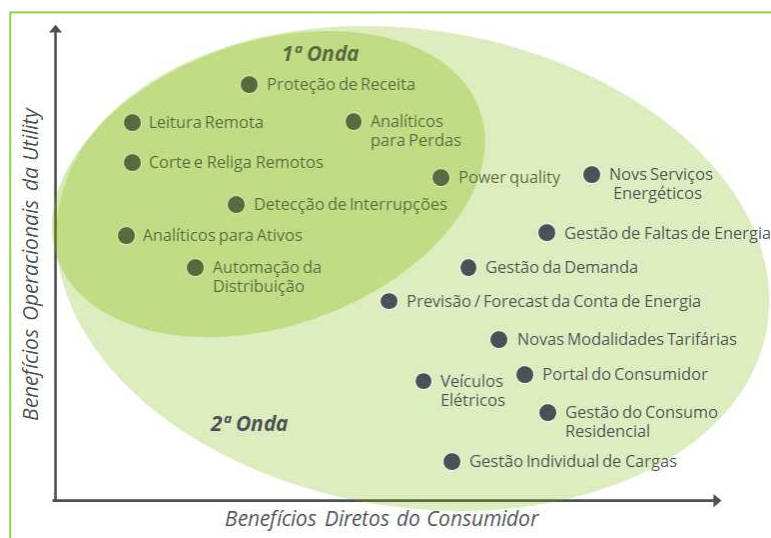 1ª Onda
Proteção de Receita
Leitura Remota
Analíticos
para Perdas
Corte e Religa Remotos
Power quality
Novs Serviços
Energéticos
Detecção de Interrupções
Analíticos para Ativos
Gestão de Faltas de Energia
Automação da
Distribuição
Gestão da Demanda
Previsão / Forecast da Conta de Energia
Novas Modalidades Tarifárias
Veículos
Elétricos
Portal do Consumidor
2ª Onda
Gestão do Consumo
Residencial
Gestão Individual de Cargas
Benefícios Operacionais da Utility
Benefícios Diretos do Consumidor